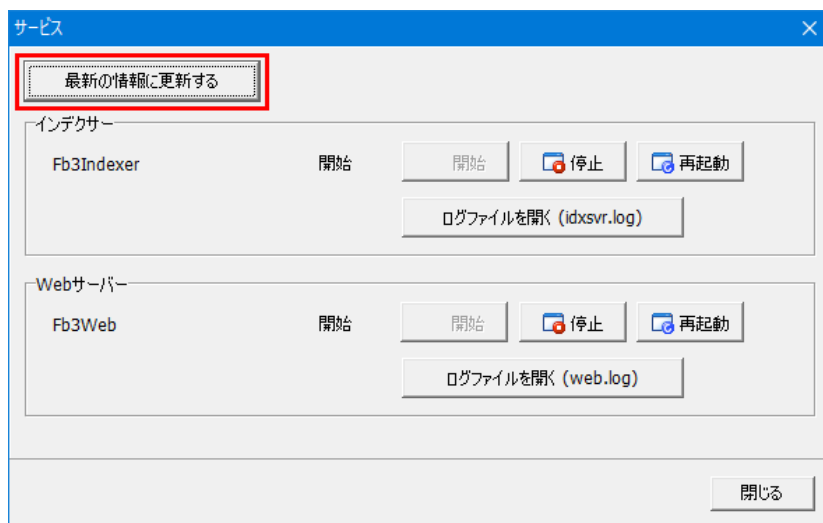 サービス
最新の情報に更新する
インデクサー
Fb3Indexer 開始 開始 停止 再起動
ログファイルを開く (idxsvr.log)
Webサーバー
Fb3Web 開始 開始 停止 再起動
ログファイルを開く (web.log)
閉じる